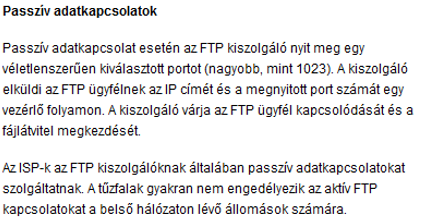 Passzív adatkapcsolatok
Passzív adatkapcsolat esetén az FTP kiszolgáló nyit meg egy
véletlenszerűen kiválasztott portot (nagyobb, mint 1023). A kiszolgáló
elküldi az FTP ügyfélnek az IP címét és a megnyitott port számát egy
vezérlő folyamon. A kiszolgáló várja az FTP ügyfél kapcsolódását és a
fájlátvitel megkezdését.
Az ISP-k az FTP kiszolgálóknak általában passzív adatkapcsolatokat
szolgáltatnak. A tűzfalak gyakran nem engedélyezik az aktív FTP
kapcsolatokat a belső hálózaton lévő állomások számára.